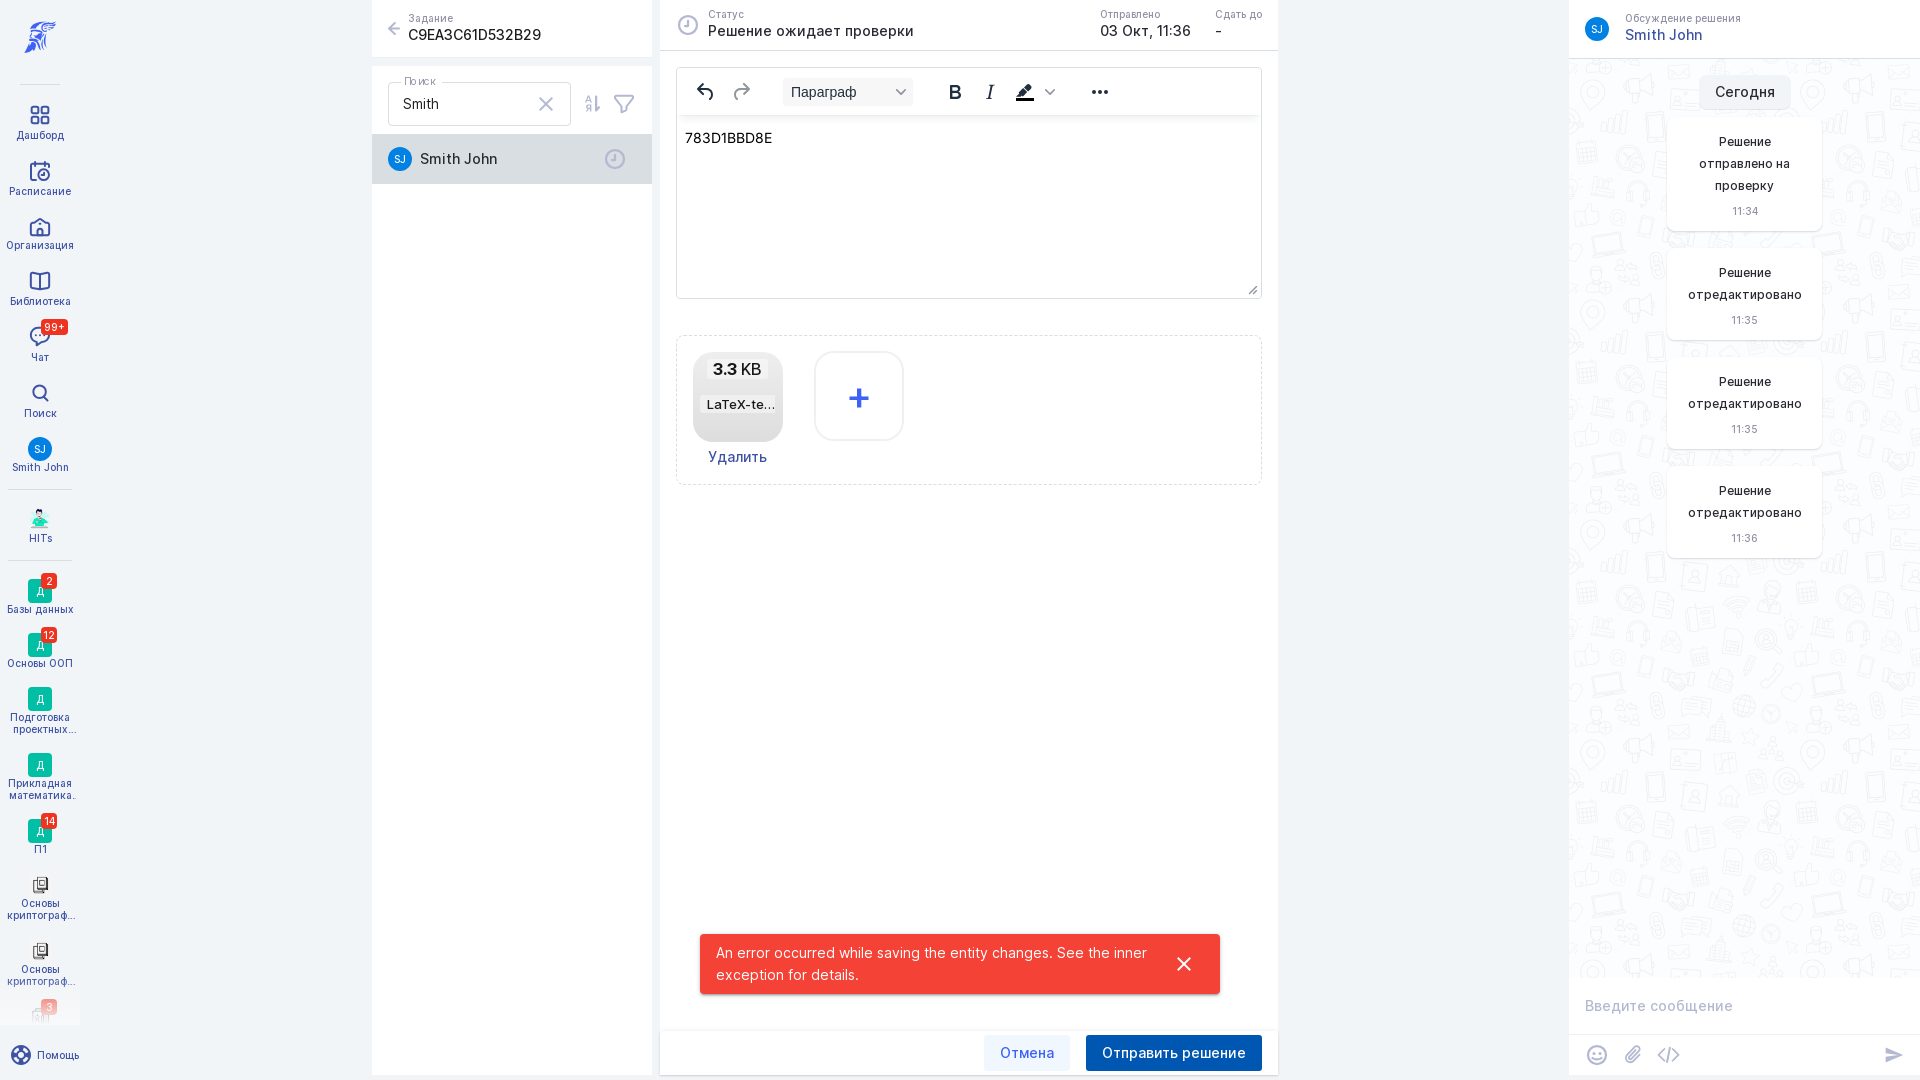 Дашборд
Расписание
Организация
Библиотека
99+
Чат
Поиск
SJ
Smith John
HITs
2
Д
Базы данных
12
Д
Основы ООП
Д
Подготовка
проектных...
Д
Прикладная
математика.
14
Д
П1
Основы
криптограф...
Основы
криптограф...
3
Помощь
Задание
C9EA3C61D532B29
Поиск
Smith
А
Я
SJ
Smith John
Статус
Решение ожидает проверки
Отправлено
03 Окт, 11:36
Сдать до
-
Параграф
B
I
783D1BBD8E
3.3 KB
LaTeX-te...
+
Удалить
An error occurred while saving the entity changes. See the inner
exception for details.
Отмена
Отправить решение
SJ
Обсуждение решения
Smith John
Сегодня
Решение
отправлено на
проверку
11:34
Решение
отредактировано
11:35
Решение
отредактировано
11:35
Решение
отредактировано
11:36
Введите сообщение